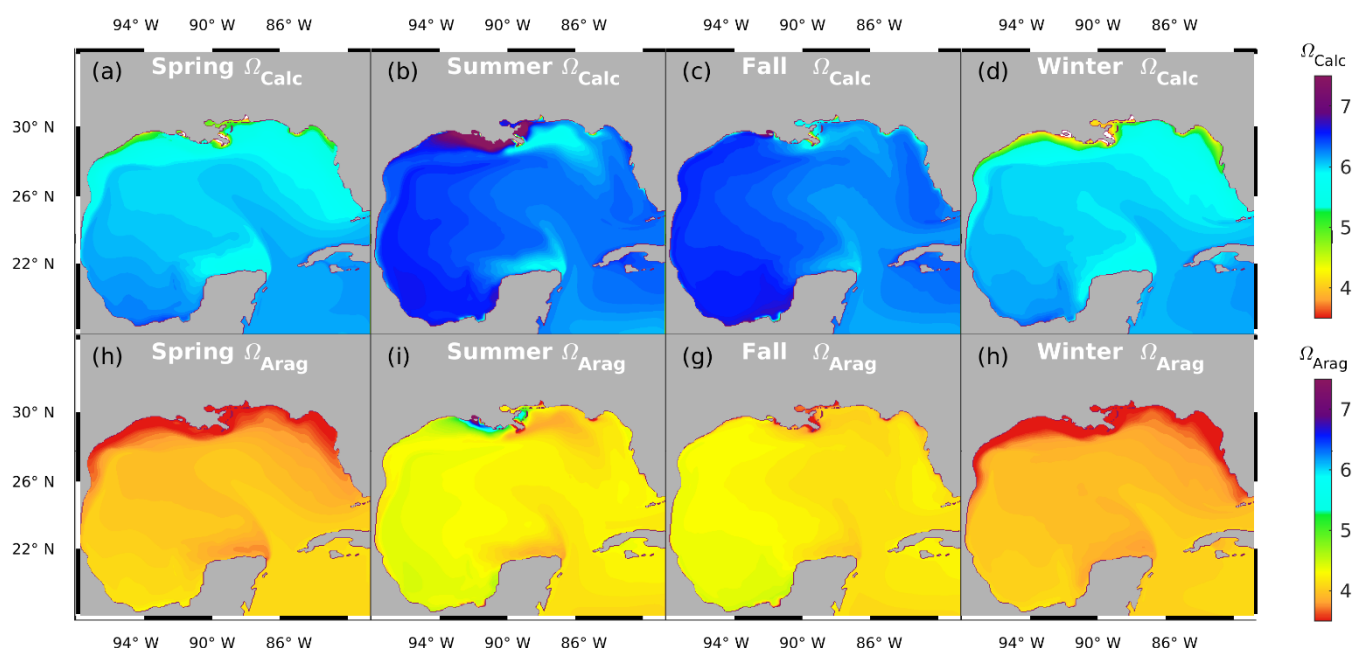 94° W 90° W 86° W 94° W 90° W 86° W 94° W 90° W 86° W 94° W 90° W 86° W
(a) Spring ΩCalc
(b) Summer ΩCalc
(c) Fall ΩCalc
(d) Winter ΩCalc
ΩCalc
30° N
26° N
22° N
7
6
5
4
(h) Spring ΩArag
(i) Summer ΩArag
(g) Fall ΩArag
(h) Winter ΩArag
ΩArag
30° N
26° N
22° N
7
6
5
4
94° W 90° W 86° W 94° W 90° W 86° W 94° W 90° W 86° W 94° W 90° W 86° W